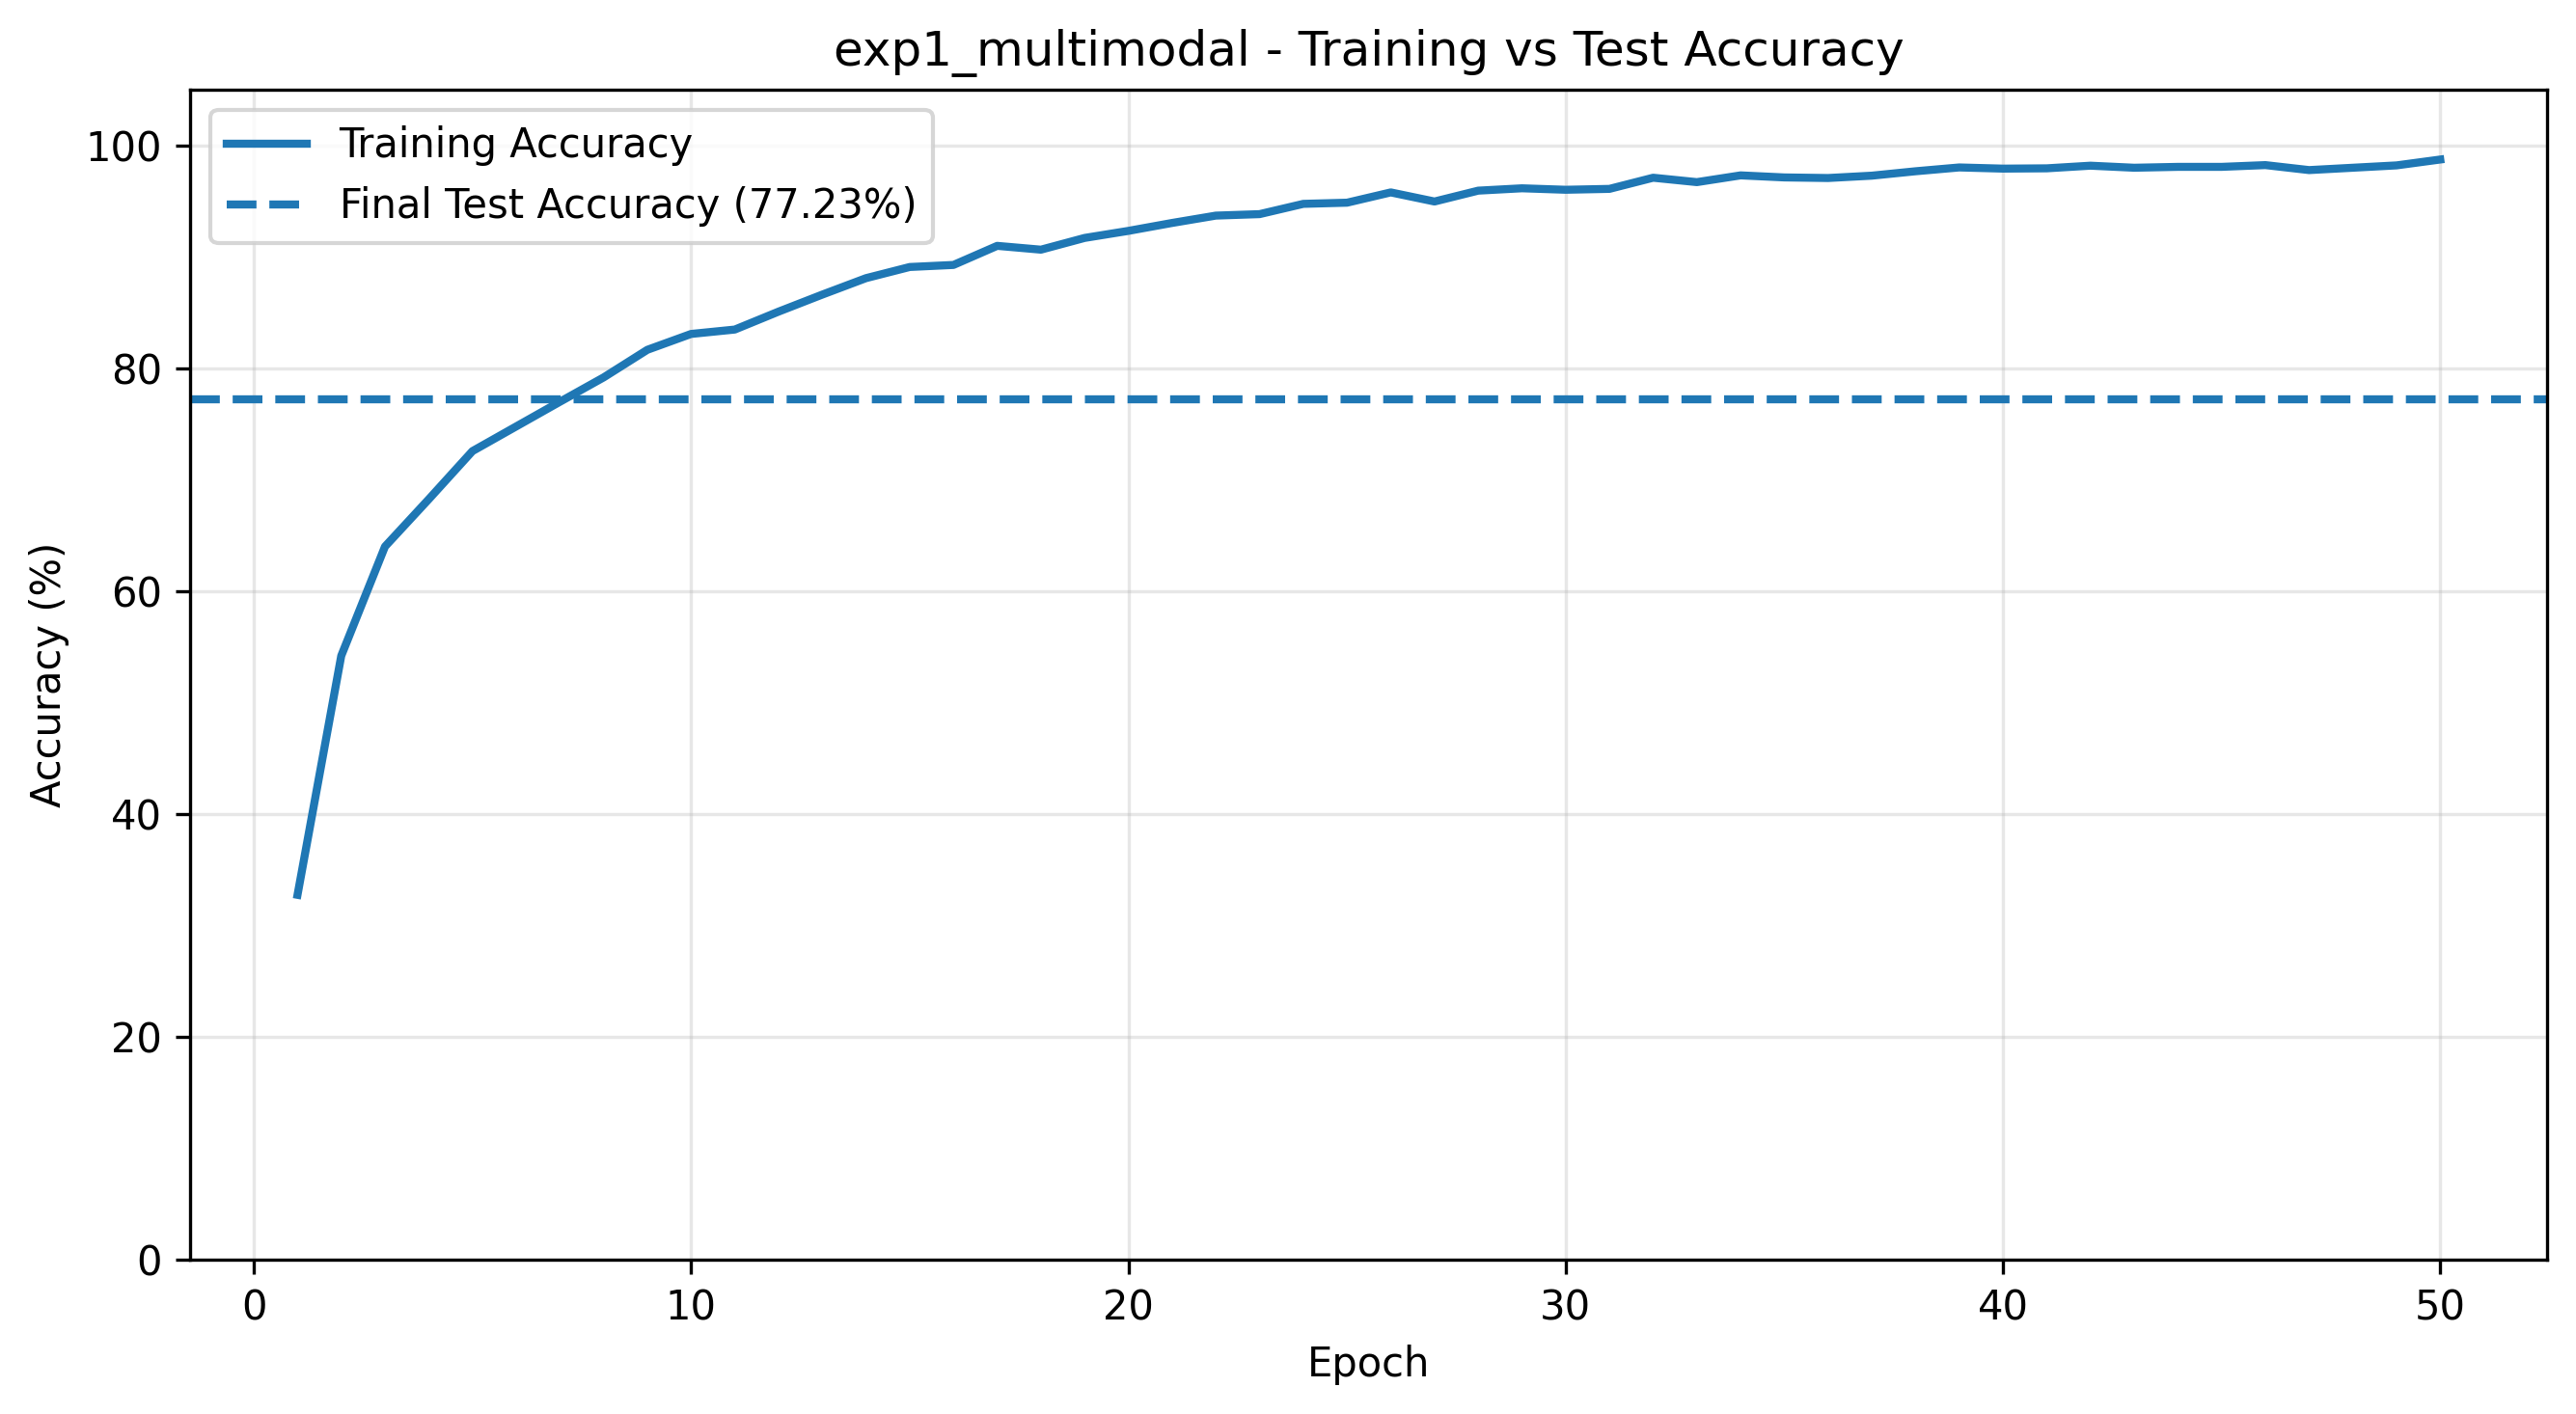 exp1_multimodal - Training vs Test Accuracy
Training Accuracy
Final Test Accuracy (77.23%)
Accuracy (%)
100
80
60
40
20
0
0 10 20 30 40 50
Epoch